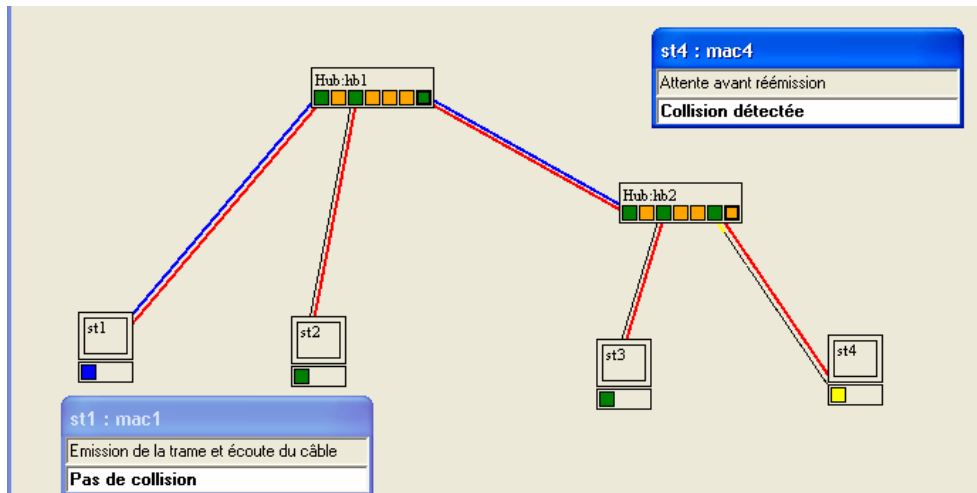 st4 : mac4
Attente avant réémission
Collision détectée
Hub:hb1
Hub:hb2
st1
st2
st3
st4
st1 : mac1
Emission de la trame et écoute du câble
Pas de collision